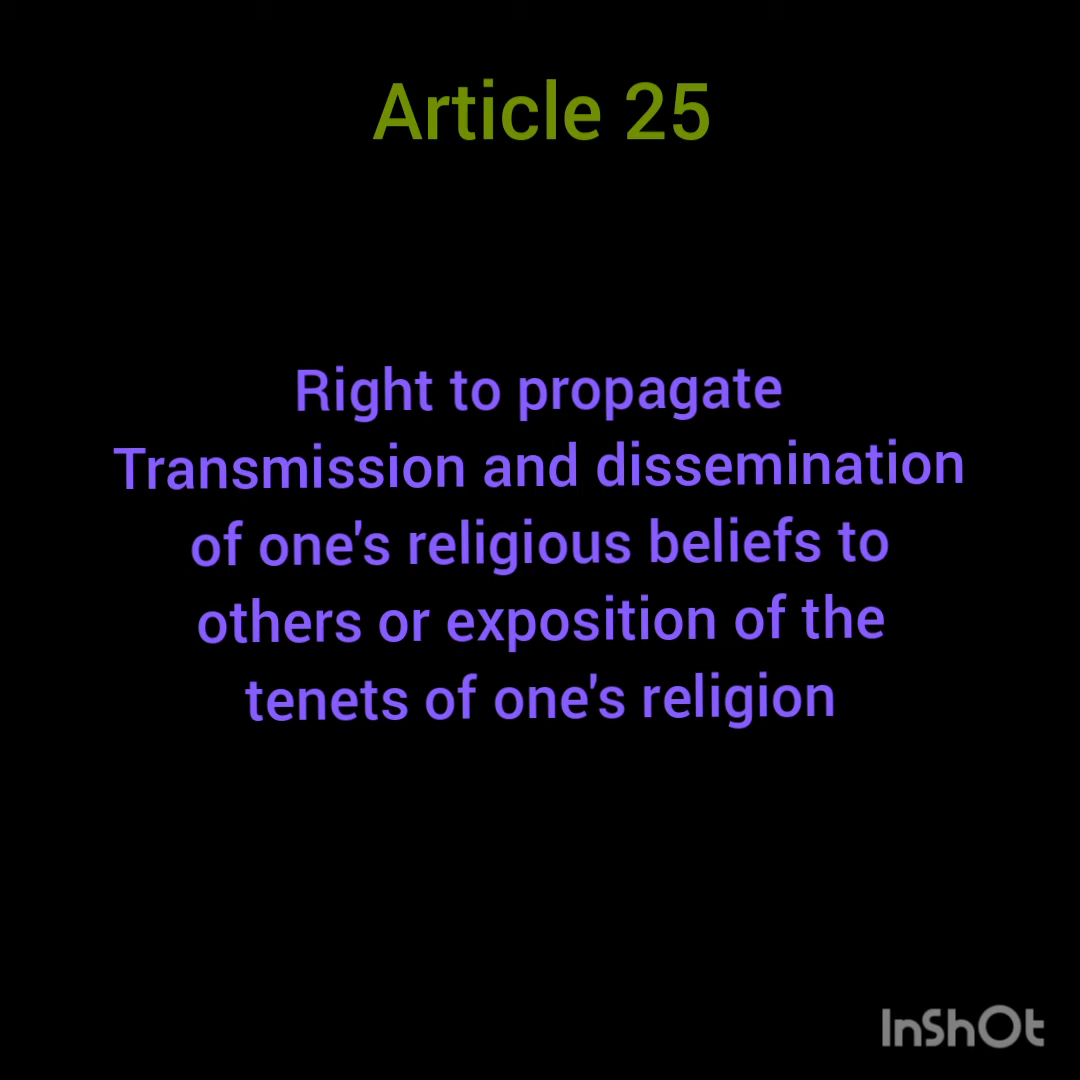 Article 25
Right to propagate
Transmission and dissemination
of one's religious beliefs to
others or exposition of the
tenets of one's religion
InShOt